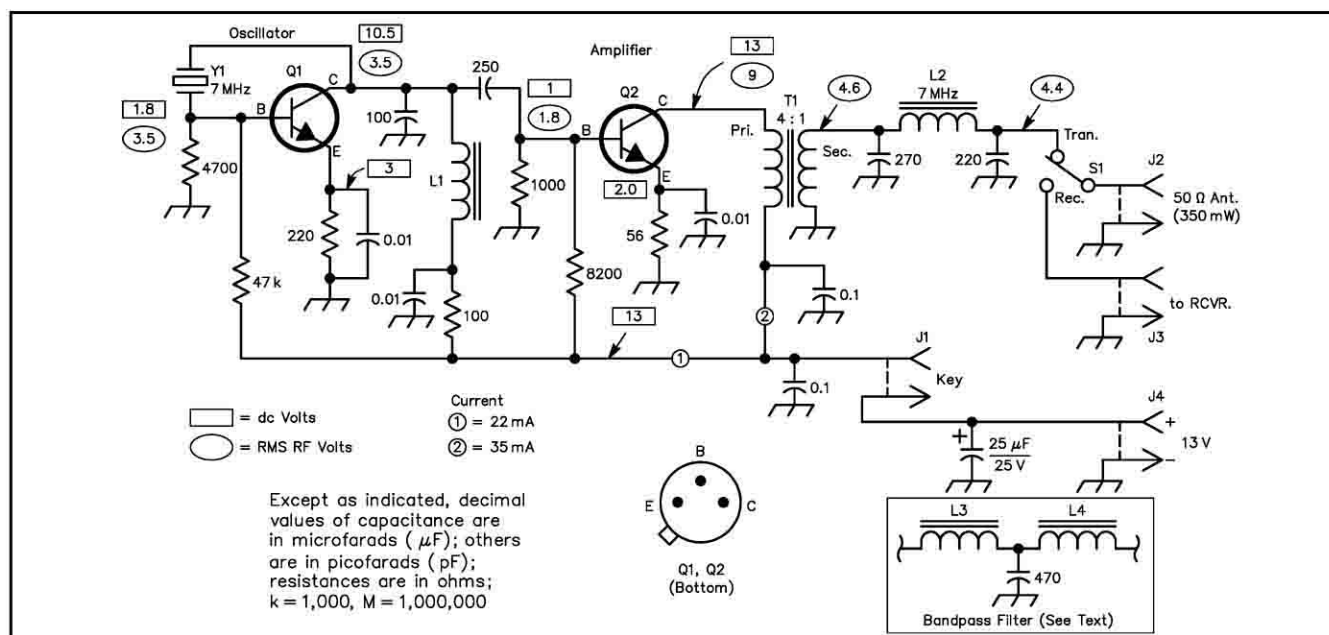 Oscillator
10.5
3.5
Y1
7 MHz
Q1
C
B
E
1.8
3.5
4700
100
250
L1
3
220
0.01
47 k
0.01
100
Amplifier
1
1.8
Q2
C
B
E
2.0
1000
8200
56
0.01
13
9
T1
4 : 1
Pri.
Sec.
4.6
L2
7 MHz
270
220
4.4
Tran.
Rec.
S1
J2
50 Ω Ant.
(350 mW)
to RCVR.
J3
0.1
2
13
1
J1
Key
0.1
J4
+
13 V
−
+
25 µF
25 V
= dc Volts
= RMS RF Volts
Current
1 = 22 mA
2 = 35 mA
Except as indicated, decimal
values of capacitance are
in microfarads ( µF); others
are in picofarads ( pF);
resistances are in ohms;
k = 1,000, M = 1,000,000
B
E
C
Q1, Q2
(Bottom)
L3
L4
470
Bandpass Filter (See Text)